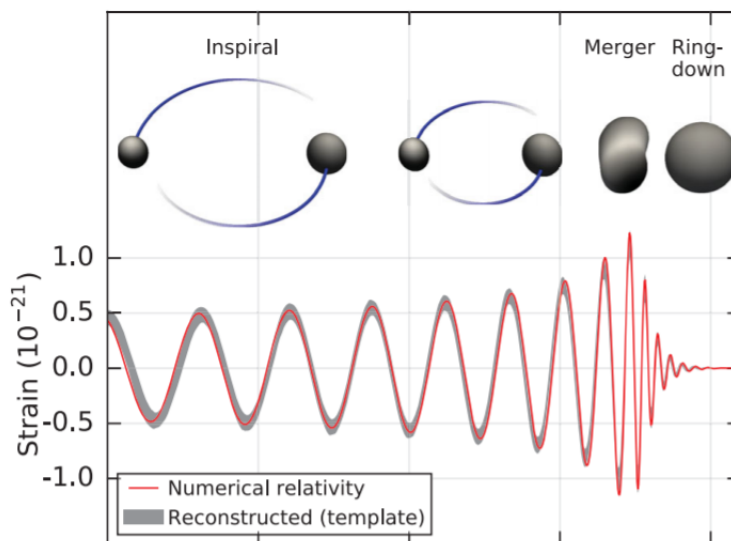 Inspiral
Merger Ring-
down
1.0
0.5
0.0
-0.5
-1.0
Strain (10⁻²¹)
Numerical relativity
Reconstructed (template)